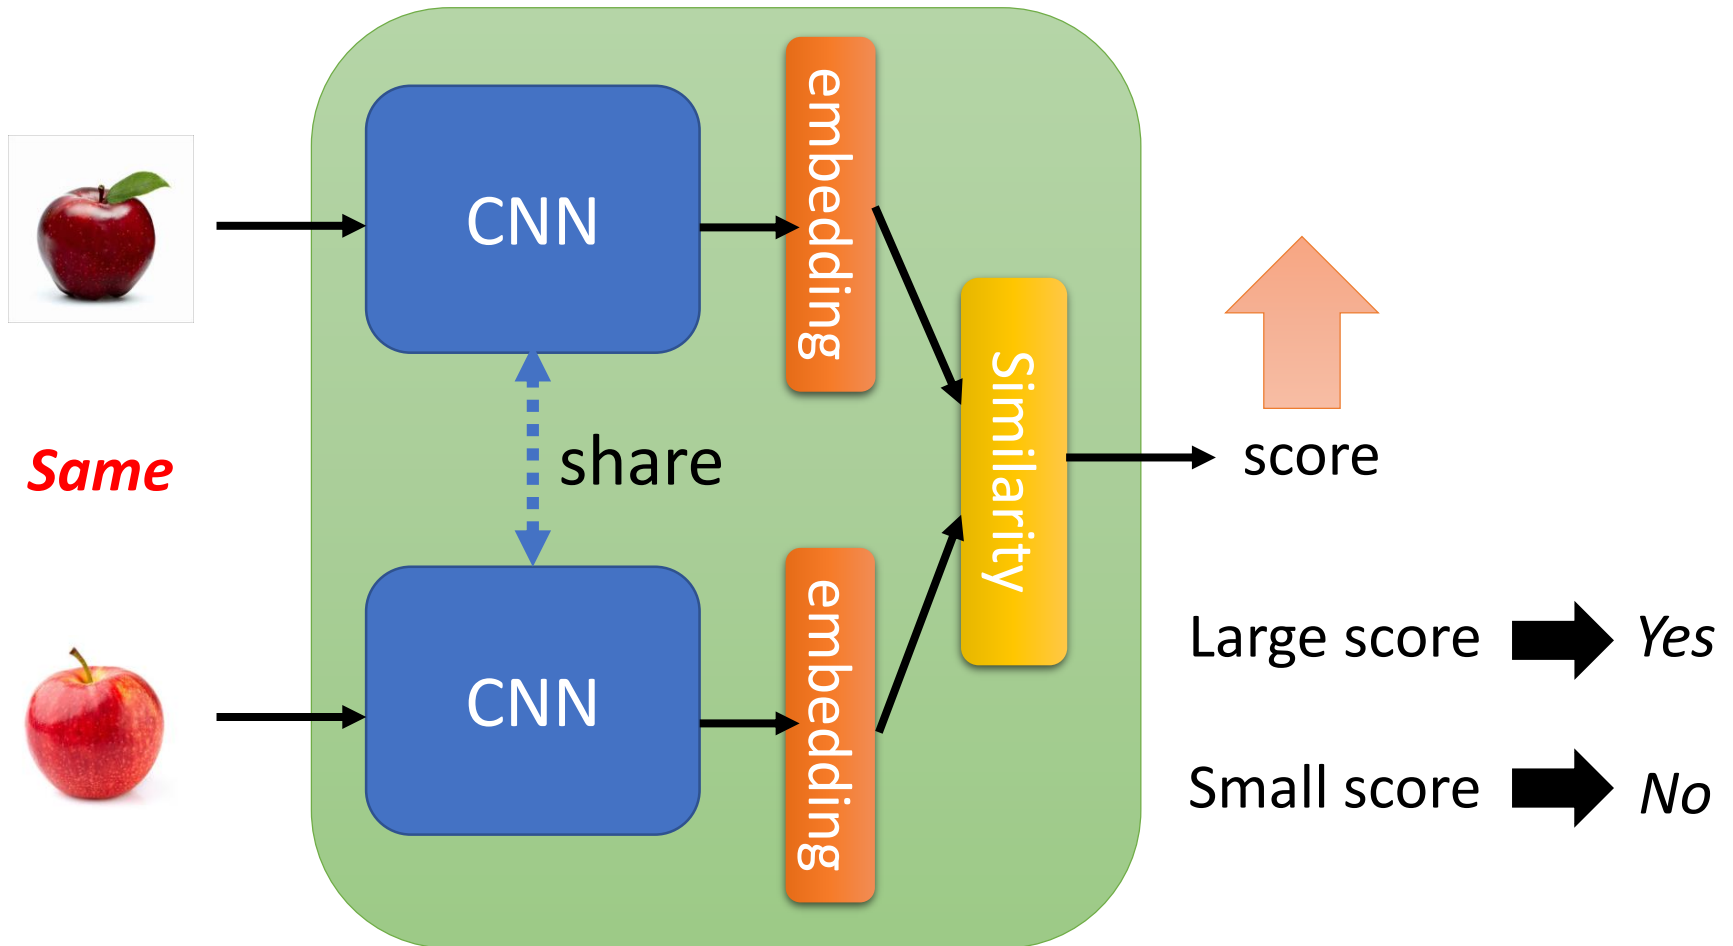 CNN
embedding
Same
share
Similarity
score
CNN
embedding
Large score
Yes
Small score
No